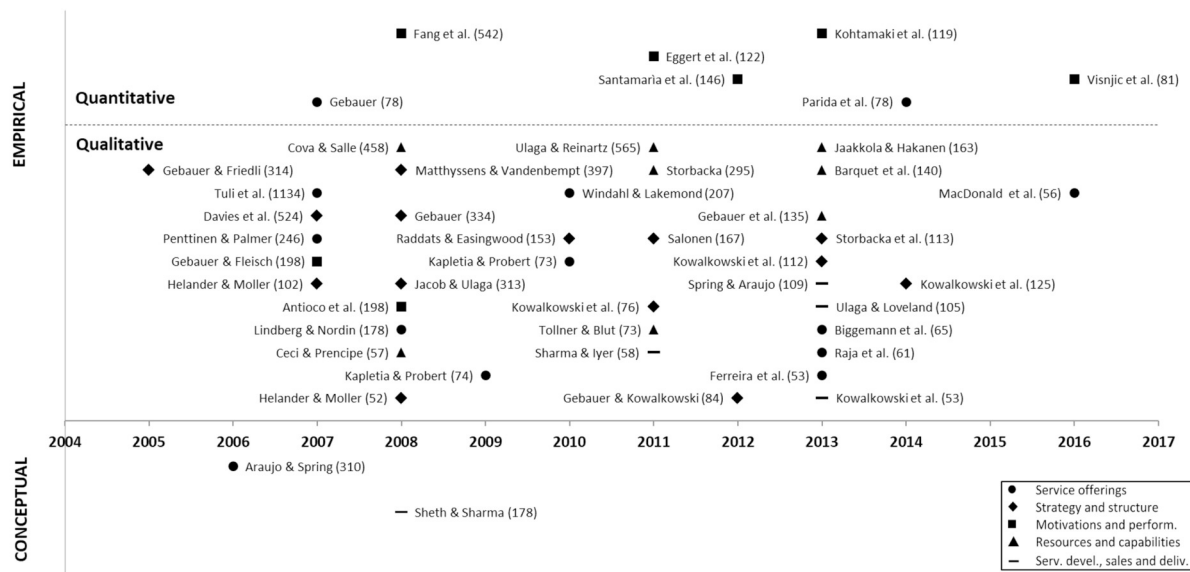 EMPIRICAL
Fang et al. (542)
Kohtamaki et al. (119)
Eggert et al. (122)
Santamarìa et al. (146)
Visnjic et al. (81)
Quantitative
Gebauer (78)
Parida et al. (78)
Qualitative
Cova & Salle (458)
Ulaga & Reinartz (565)
Jaakkola & Hakanen (163)
Gebauer & Friedli (314)
Matthyssens & Vandenbempt (397)
Storbacka (295)
Barquet et al. (140)
Tuli et al. (1134)
Windahl & Lakemond (207)
MacDonald et al. (56)
Davies et al. (524)
Gebauer (334)
Gebauer et al. (135)
Penttinen & Palmer (246)
Raddats & Easingwood (153)
Salonen (167)
Storbacka et al. (113)
Gebauer & Fleisch (198)
Kapletia & Probert (73)
Kowalkowski et al. (112)
Helander & Moller (102)
Jacob & Ulaga (313)
Spring & Araujo (109)
Kowalkowski et al. (125)
Antioco et al. (198)
Kowalkowski et al. (76)
Ulaga & Loveland (105)
Lindberg & Nordin (178)
Tollner & Blut (73)
Biggemann et al. (65)
Ceci & Prencipe (57)
Sharma & Iyer (58)
Raja et al. (61)
Kapletia & Probert (74)
Ferreira et al. (53)
Helander & Moller (52)
Gebauer & Kowalkowski (84)
Kowalkowski et al. (53)
2004 2005 2006 2007 2008 2009 2010 2011 2012 2013 2014 2015 2016 2017
CONCEPTUAL
Araujo & Spring (310)
Sheth & Sharma (178)
Service offerings
Strategy and structure
Motivations and perform.
Resources and capabilities
Serv. devel., sales and deliv.